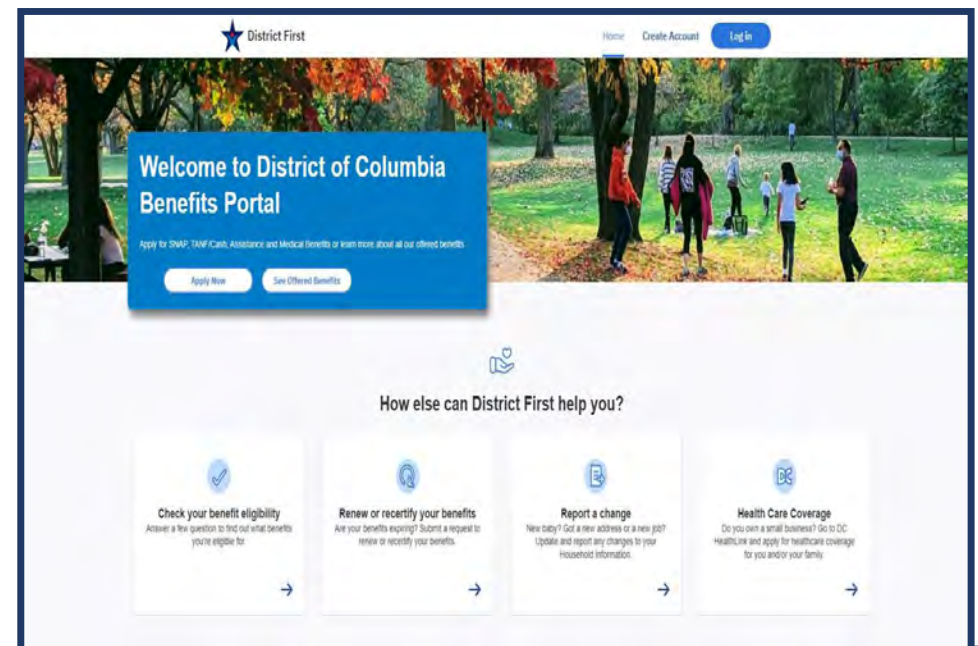 District First
Home Create Account Log in
Welcome to District of Columbia
Benefits Portal
Apply for SNAP, TANF/Cash, Assistance and Medical Benefits or learn more about all our offered benefits
Apply Now See Offered Benefits
How else can District First help you?
Check your benefit eligibility
Answer a few question to find out what benefits
you're eligible for.
Renew or recertify your benefits
Are your benefits expiring? Submit a request to
renew or recertify your benefits.
Report a change
New baby? Got a new address or a new job?
Update and report any changes to your
Household Information.
DC
Health Care Coverage
Do you own a small business? Go to DC
HealthLink and apply for healthcare coverage
for you and/or your family.